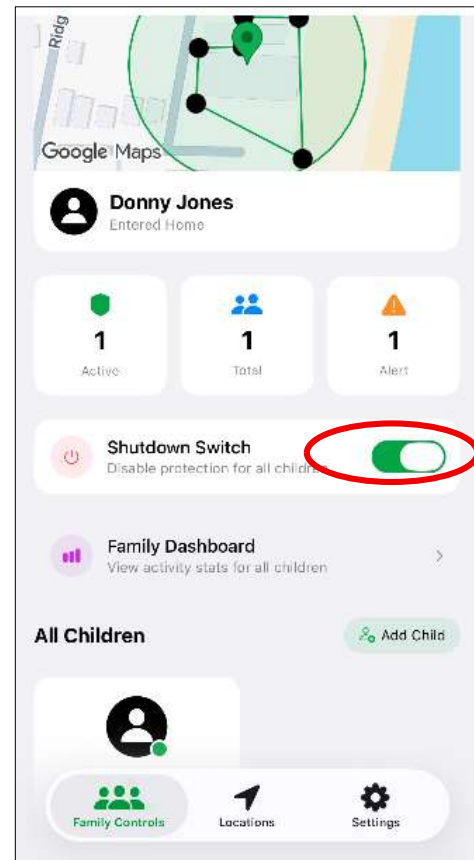 Ridg
Google Maps
Donny Jones
Entered Home
1
1
1
Active
Total
Alert
Shutdown Switch
Disable protection for all children
Family Dashboard
View activity stats for all children
All Children
Add Child
Family Controls
Locations
Settings